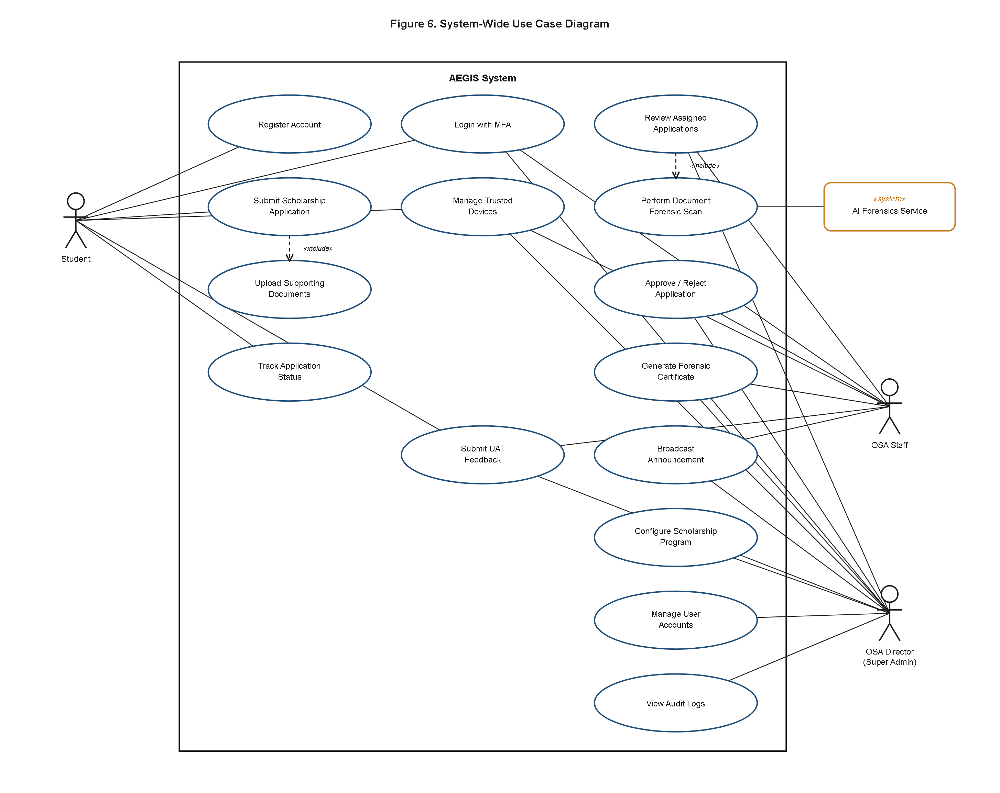 Figure 6. System-Wide Use Case Diagram
AEGIS System
Register Account
Login with MFA
Review Assigned
Applications
«include»
Submit Scholarship
Application
Manage Trusted
Devices
Perform Document
Forensic Scan
«system»
AI Forensics Service
Student
«include»
Upload Supporting
Documents
Approve / Reject
Application
Track Application
Status
Generate Forensic
Certificate
OSA Staff
Submit UAT
Feedback
Broadcast
Announcement
Configure Scholarship
Program
Manage User
Accounts
OSA Director
(Super Admin)
View Audit Logs